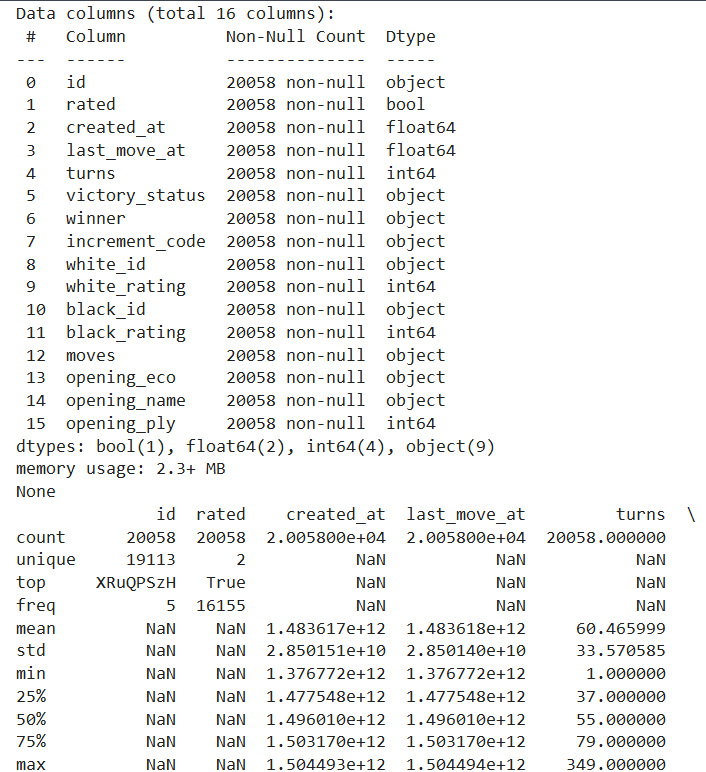 Data columns (total 16 columns):
 #   Column          Non-Null Count  Dtype
---  ------          --------------  -----
 0   id              20058 non-null  object
 1   rated           20058 non-null  bool
 2   created_at      20058 non-null  float64
 3   last_move_at    20058 non-null  float64
 4   turns           20058 non-null  int64
 5   victory_status  20058 non-null  object
 6   winner          20058 non-null  object
 7   increment_code  20058 non-null  object
 8   white_id        20058 non-null  object
 9   white_rating    20058 non-null  int64
 10  black_id        20058 non-null  object
 11  black_rating    20058 non-null  int64
 12  moves           20058 non-null  object
 13  opening_eco     20058 non-null  object
 14  opening_name    20058 non-null  object
 15  opening_ply     20058 non-null  int64
dtypes: bool(1), float64(2), int64(4), object(9)
memory usage: 2.3+ MB
None
              id  rated    created_at  last_move_at         turns  \
count      20058  20058  2.005800e+04  2.005800e+04  20058.000000
unique     19113      2           NaN           NaN           NaN
top     XRuQPSzH   True           NaN           NaN           NaN
freq           5  16155           NaN           NaN           NaN
mean         NaN    NaN  1.483617e+12  1.483618e+12     60.465999
std          NaN    NaN  2.850151e+10  2.850140e+10     33.570585
min          NaN    NaN  1.376772e+12  1.376772e+12      1.000000
25%          NaN    NaN  1.477548e+12  1.477548e+12     37.000000
50%          NaN    NaN  1.496010e+12  1.496010e+12     55.000000
75%          NaN    NaN  1.503170e+12  1.503170e+12     79.000000
max          NaN    NaN  1.504493e+12  1.504494e+12    349.000000